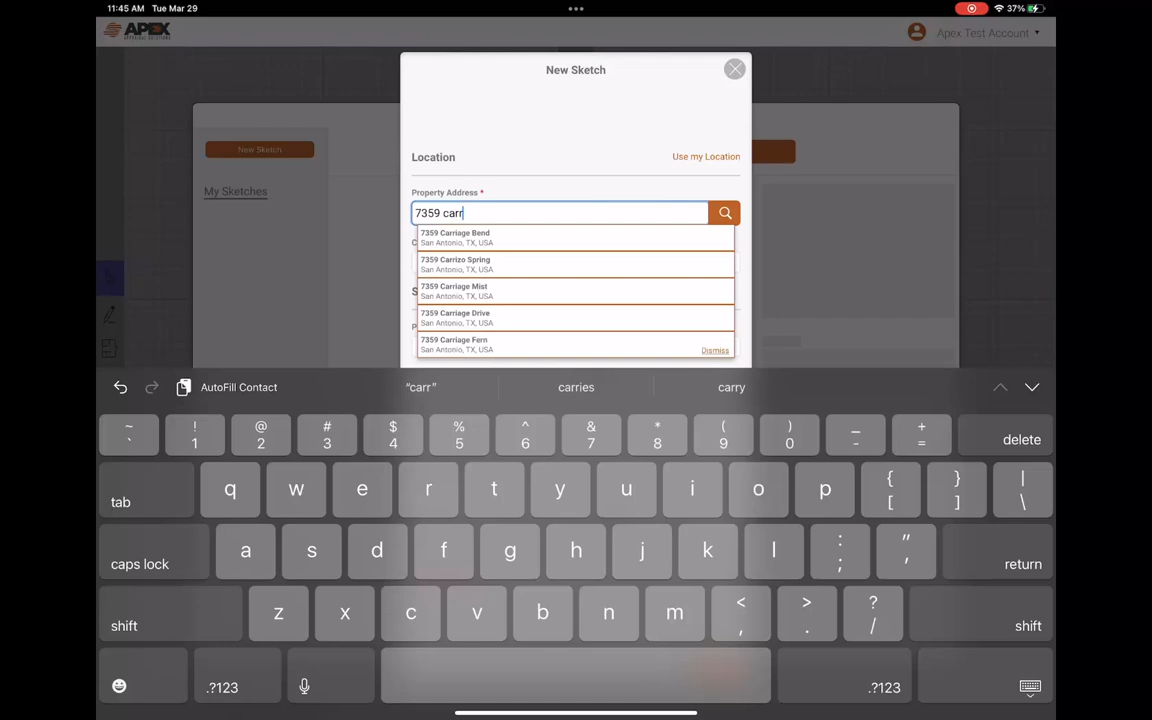 11:45 AM Tue Mar 29
37%
APEX
APPRAISAL SOLUTIONS
Apex Test Account
New Sketch
New Sketch
My Sketches
Location
Use my Location
Property Address *
7359 carr
7359 Carriage Bend
San Antonio, TX, USA
7359 Carrizo Spring
San Antonio, TX, USA
7359 Carriage Mist
San Antonio, TX, USA
7359 Carriage Drive
San Antonio, TX, USA
7359 Carriage Fern
San Antonio, TX, USA
Dismiss
C
S
P
AutoFill Contact
“carr”
carries
carry
~ ! @ # $ % ^ & * ( ) _ +
` 1 2 3 4 5 6 7 8 9 0 - = delete
tab q w e r t y u i o p { [ } ] | \
caps lock a s d f g h j k l : ; " ' return
shift z x c v b n m < , > . ? / shift
.?123 .?123